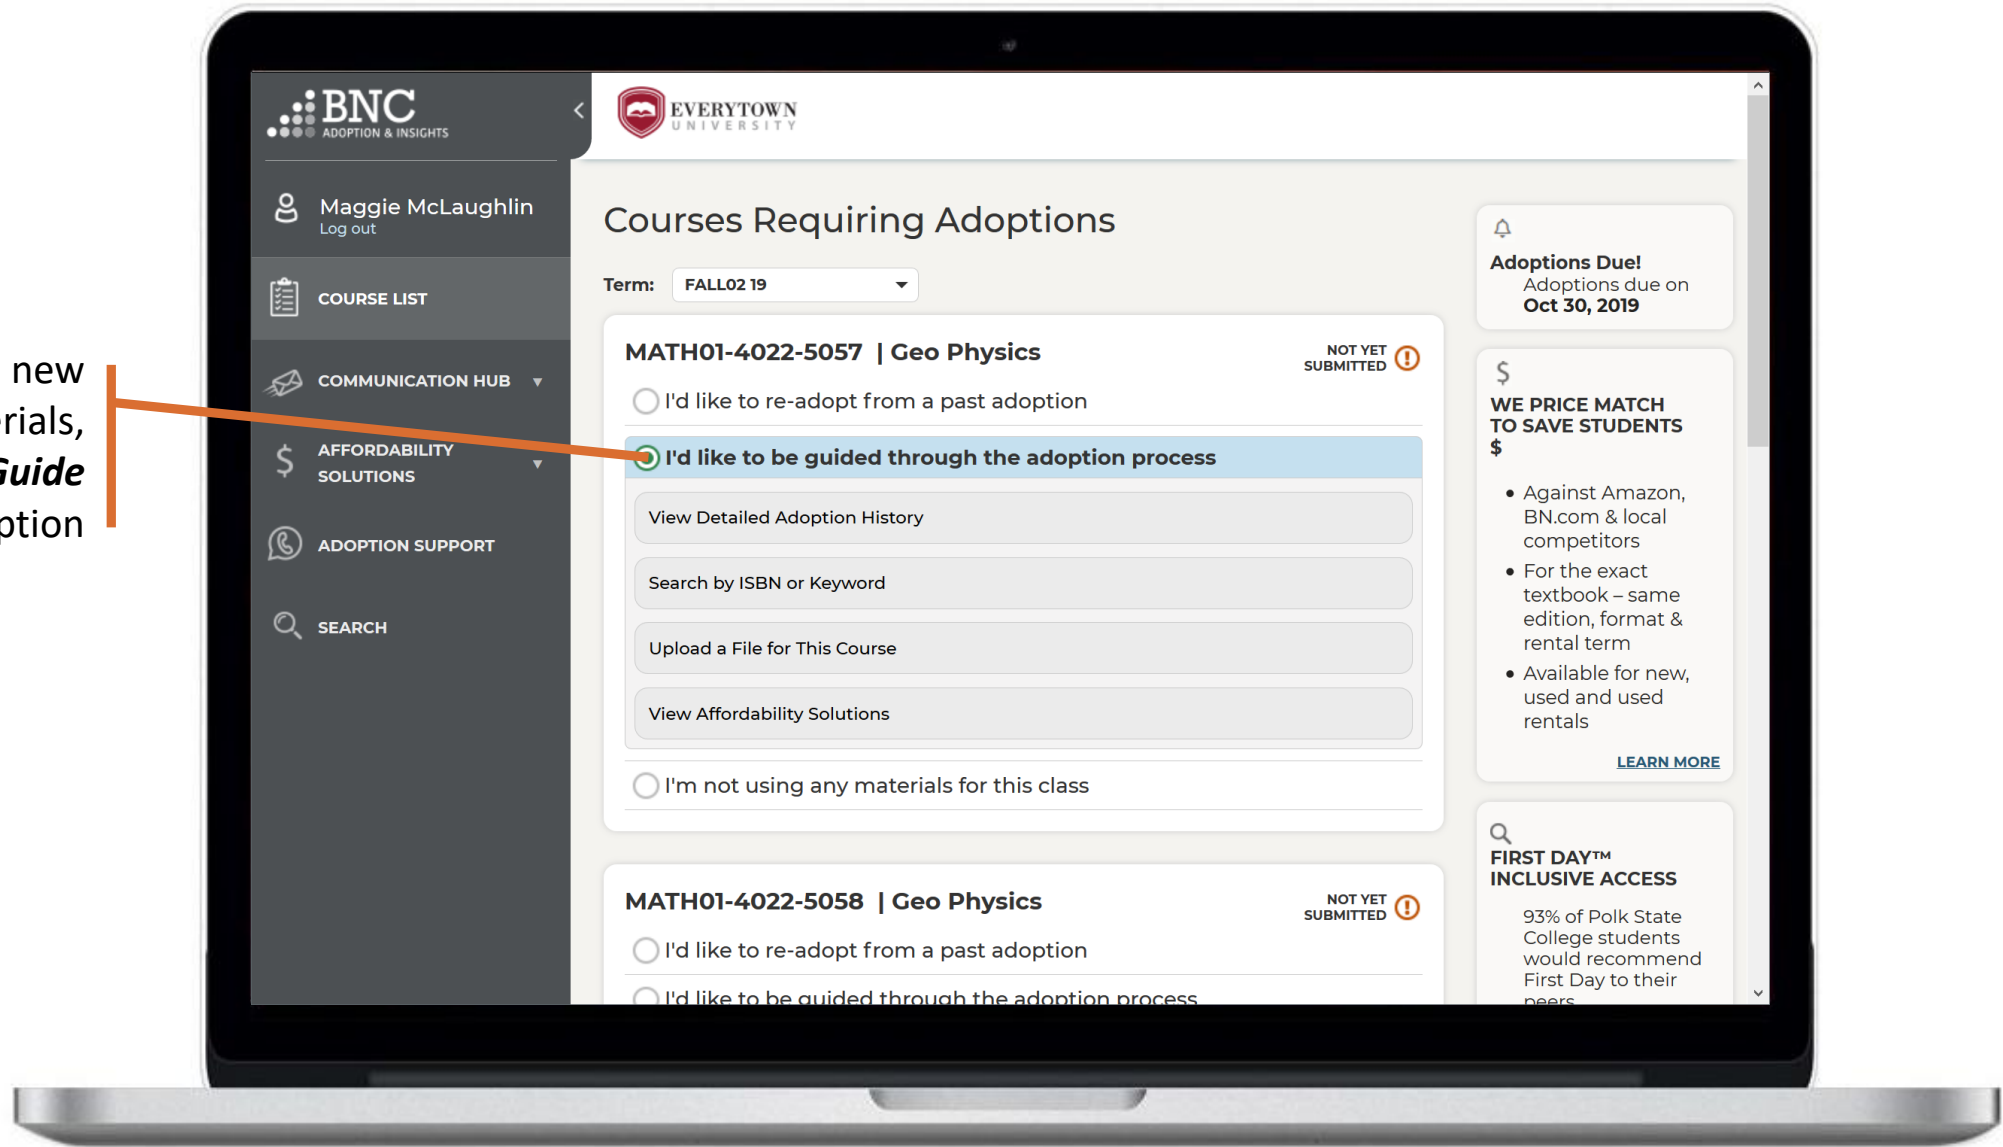 new
erials,
Guide
ption
BNC
ADOPTION & INSIGHTS
Maggie McLaughlin
Log out
COURSE LIST
COMMUNICATION HUB
AFFORDABILITY
SOLUTIONS
ADOPTION SUPPORT
SEARCH
EVERYTOWN
UNIVERSITY
Courses Requiring Adoptions
Term: FALL02 19
MATH01-4022-5057 | Geo Physics
NOT YET
SUBMITTED
I'd like to re-adopt from a past adoption
I'd like to be guided through the adoption process
View Detailed Adoption History
Search by ISBN or Keyword
Upload a File for This Course
View Affordability Solutions
I'm not using any materials for this class
MATH01-4022-5058 | Geo Physics
NOT YET
SUBMITTED
I'd like to re-adopt from a past adoption
I'd like to be guided through the adoption process
Adoptions Due!
Adoptions due on
Oct 30, 2019
$
WE PRICE MATCH
TO SAVE STUDENTS
$
• Against Amazon,
BN.com & local
competitors
• For the exact
textbook – same
edition, format &
rental term
• Available for new,
used and used
rentals
LEARN MORE
FIRST DAY™
INCLUSIVE ACCESS
93% of Polk State
College students
would recommend
First Day to their
peers